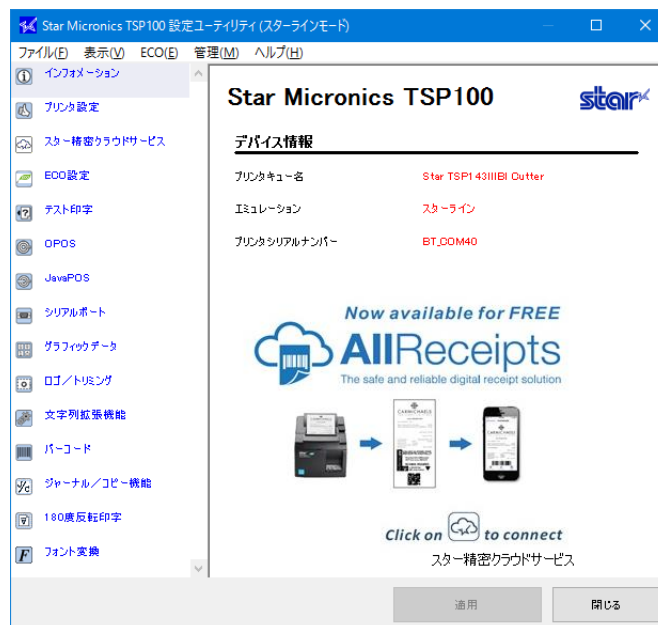 Star Micronics TSP100 設定ユーティリティ (スターラインモード)
ファイル(F) 表示(V) ECO(E) 管理(M) ヘルプ(H)
インフォメーション
プリンタ設定
スター精密クラウドサービス
ECO設定
テスト印字
OPOS
JavaPOS
シリアルポート
グラフィックデータ
ロゴ／トリミング
文字列拡張機能
バーコード
ジャーナル／コピー機能
180度反転印字
フォント変換
Star Micronics TSP100
star
デバイス情報
プリンタキュー名 Star TSP143IIIBI Cutter
エミュレーション スターライン
プリンタシリアルナンバー BT_COM40
Now available for FREE
AllReceipts
The safe and reliable digital receipt solution
CARMICHAELS
Click on to connect
スター精密クラウドサービス
適用 閉じる